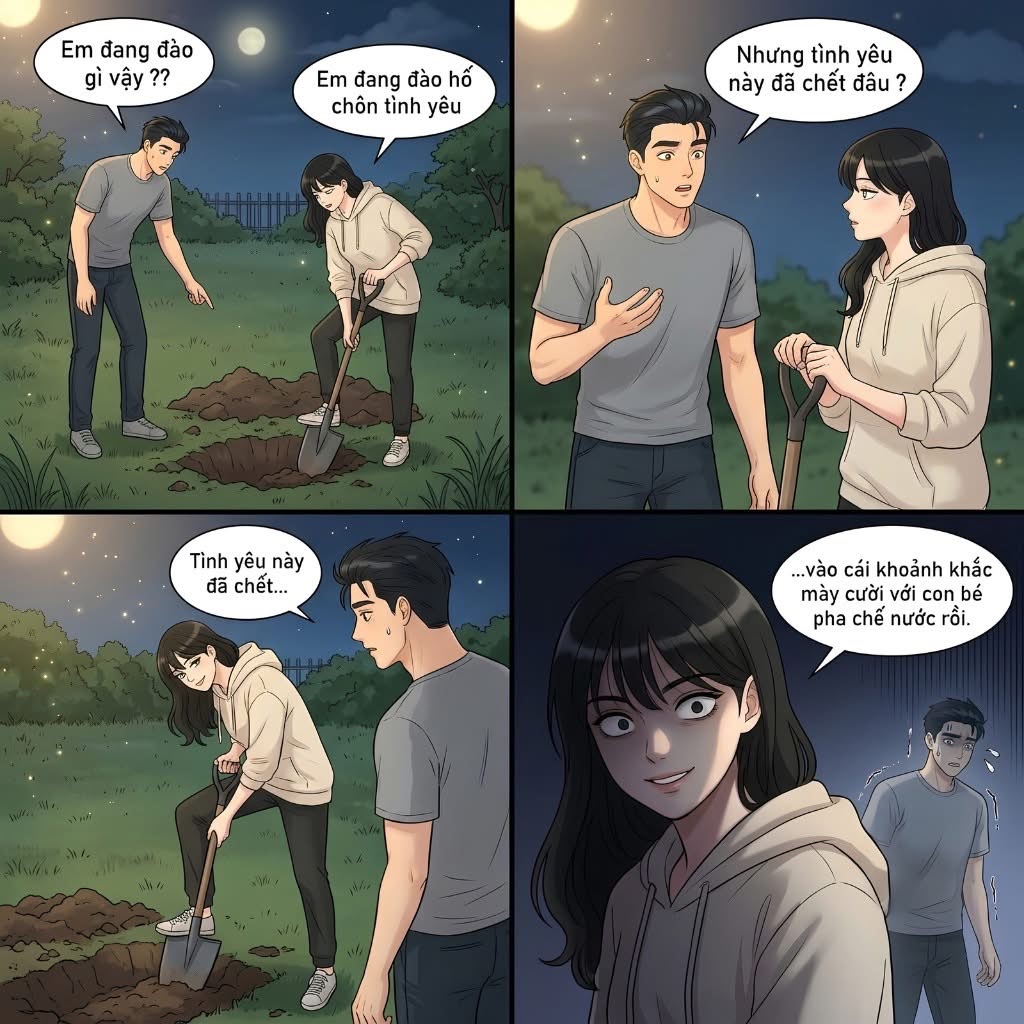 Em đang đào
gì vậy ??
Em đang đào hố
chôn tình yêu
Nhưng tình yêu
này đã chết đâu ?
Tình yêu này
đã chết...
...vào cái khoảnh khắc
mày cười với con bé
pha chế nước rồi.